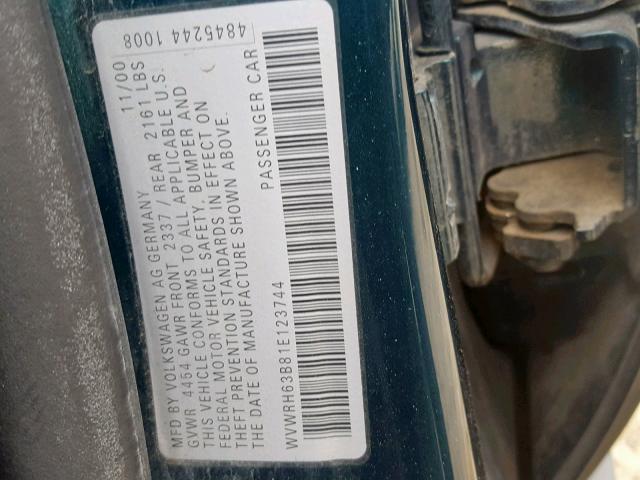 4845244 1008
MFD BY VOLKSWAGEN AG GERMANY 11/00
GVWR 4454 GAWR FRONT 2337 / REAR 2161 LBS
THIS VEHICLE CONFORMS TO ALL APPLICABLE U.S.
FEDERAL MOTOR VEHICLE SAFETY, BUMPER AND
THEFT PREVENTION STANDARDS IN EFFECT ON
THE DATE OF MANUFACTURE SHOWN ABOVE.
PASSENGER CAR
WVWRH63B81E123744